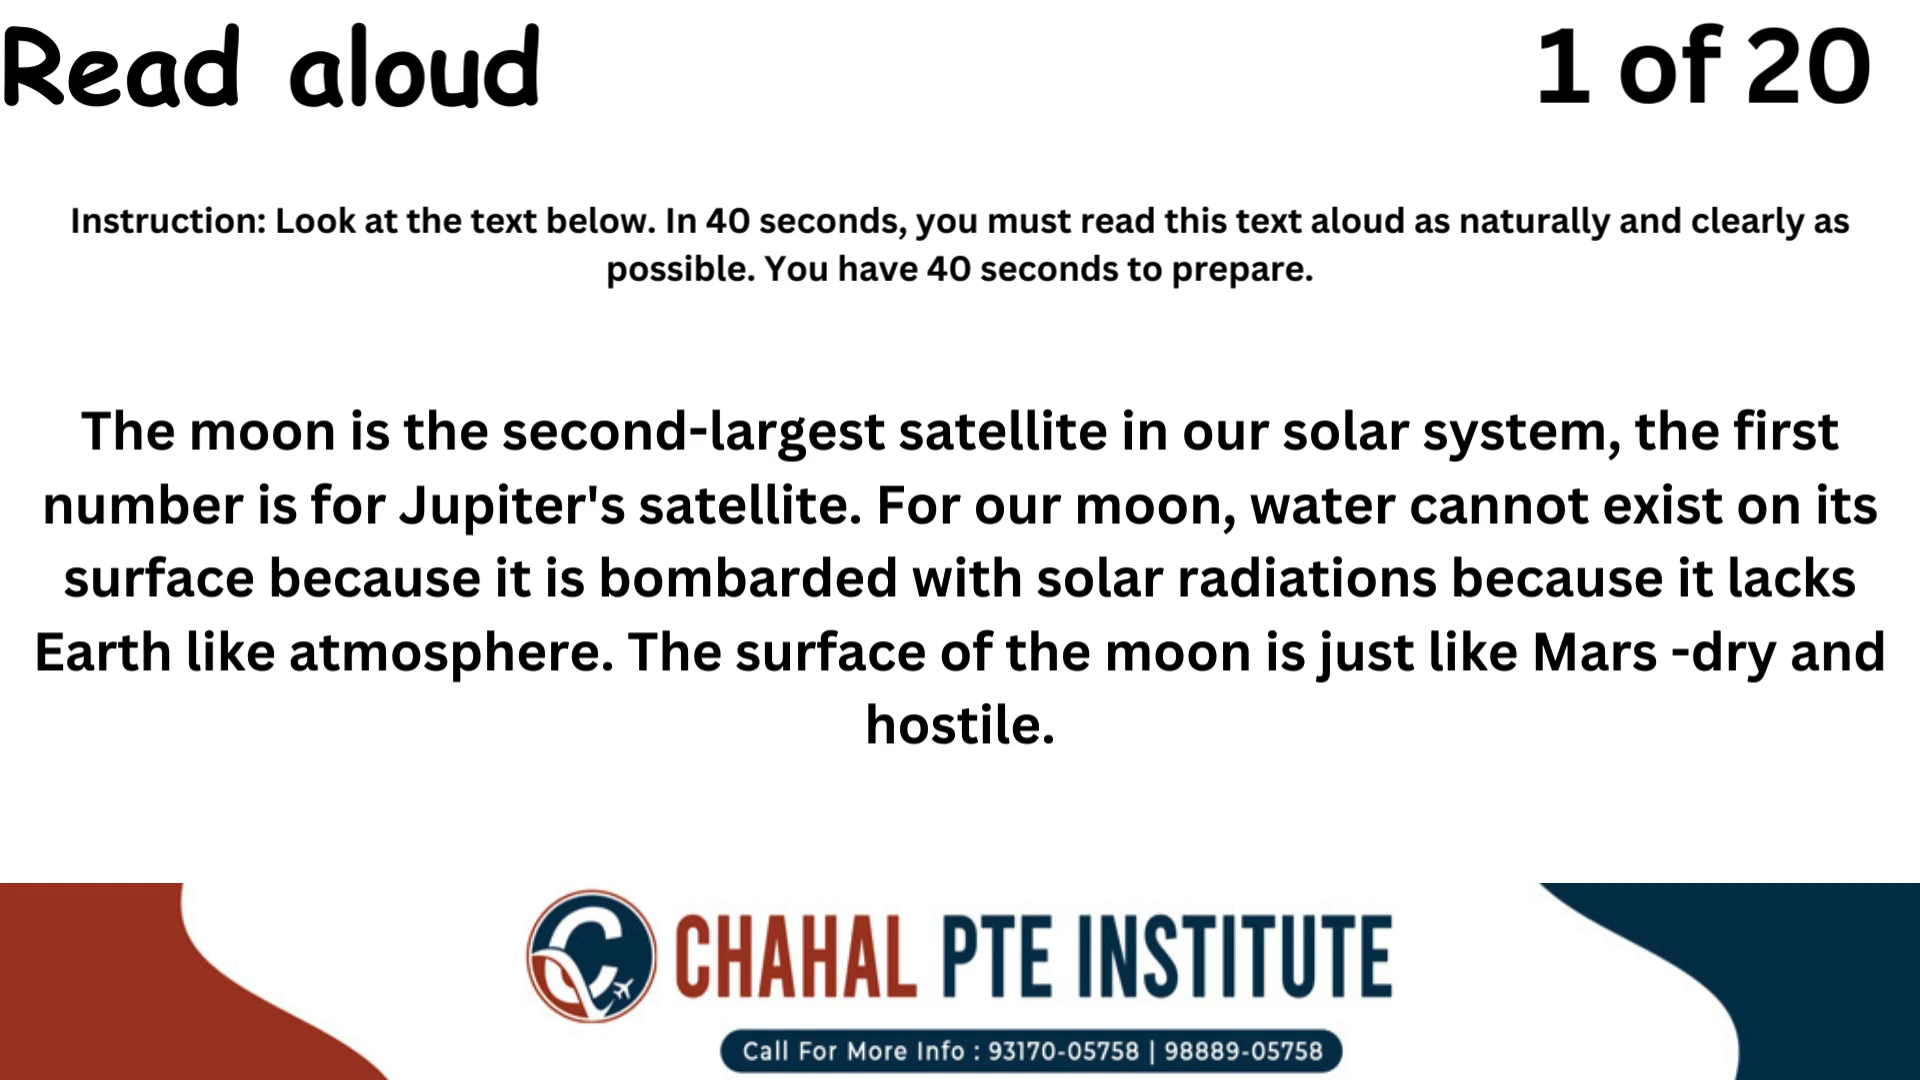 Read aloud
1 of 20
Instruction: Look at the text below. In 40 seconds, you must read this text aloud as naturally and clearly as
possible. You have 40 seconds to prepare.
The moon is the second-largest satellite in our solar system, the first
number is for Jupiter's satellite. For our moon, water cannot exist on its
surface because it is bombarded with solar radiations because it lacks
Earth like atmosphere. The surface of the moon is just like Mars -dry and
hostile.
CHAHAL PTE INSTITUTE
Call For More Info : 93170-05758 | 98889-05758